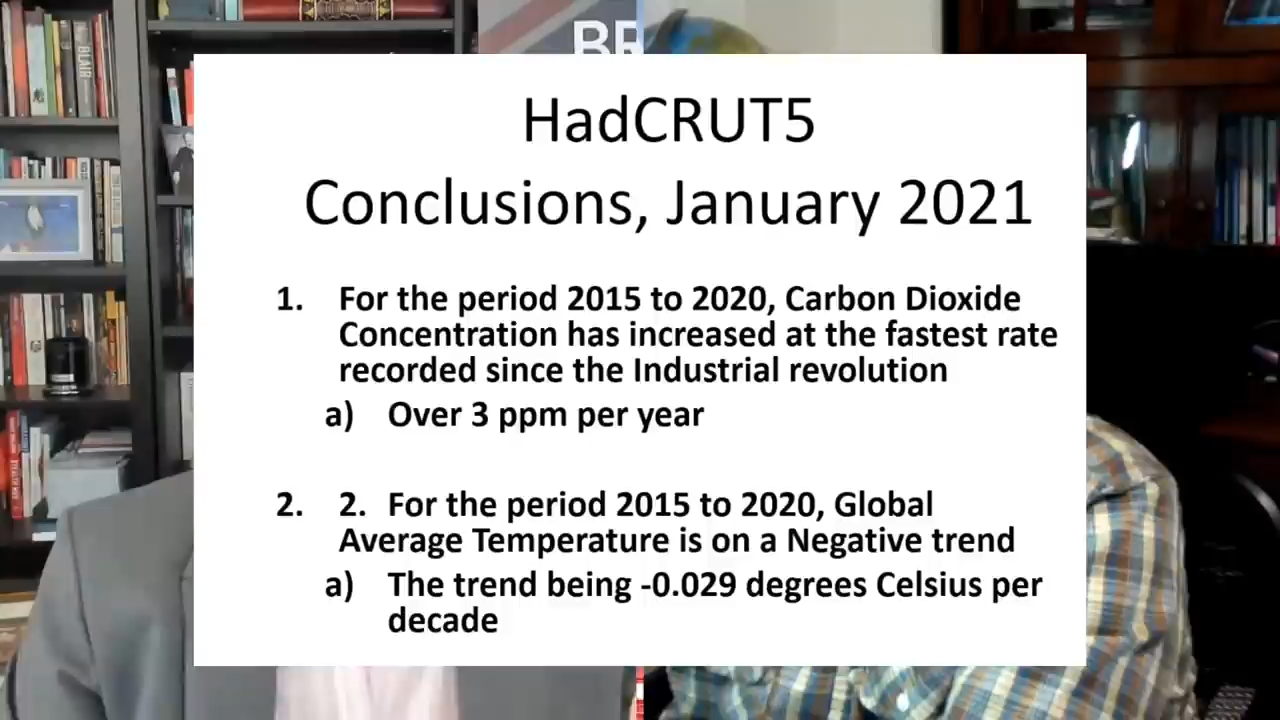 BLAIR
BR
HadCRUT5
Conclusions, January 2021
1. For the period 2015 to 2020, Carbon Dioxide
Concentration has increased at the fastest rate
recorded since the Industrial revolution
a) Over 3 ppm per year
2. 2. For the period 2015 to 2020, Global
Average Temperature is on a Negative trend
a) The trend being -0.029 degrees Celsius per
decade